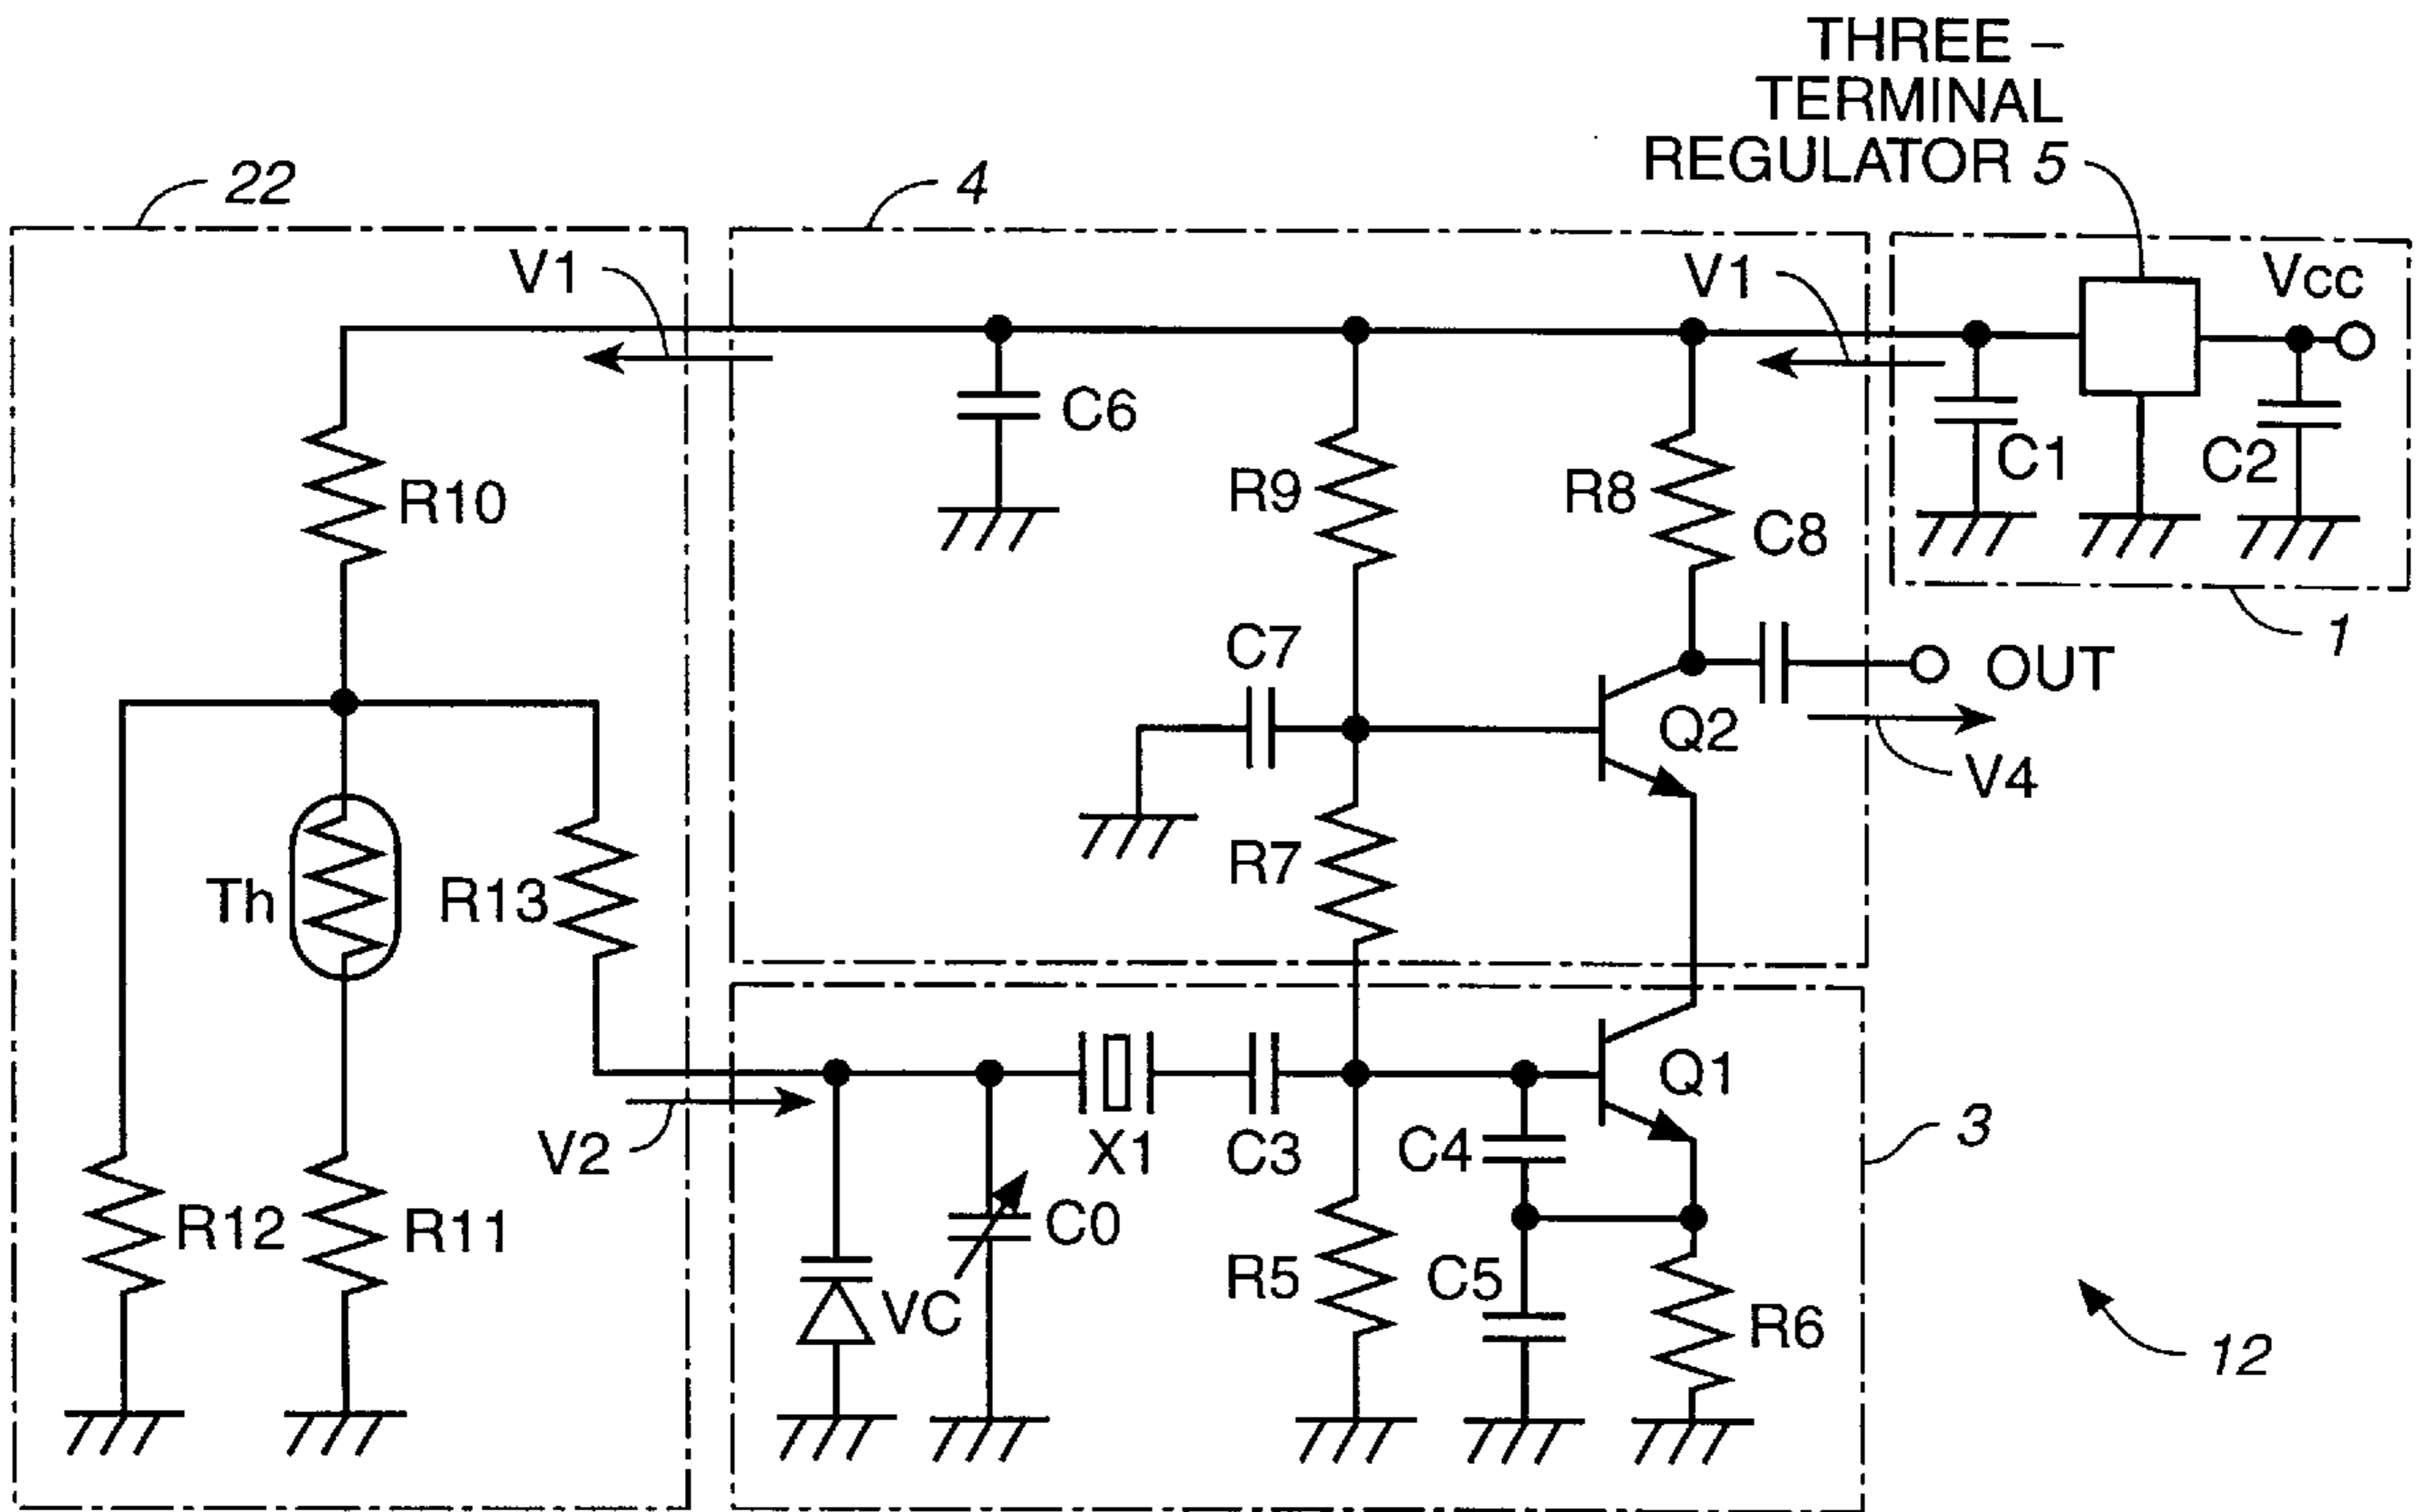 THREE –
TERMINAL
REGULATOR 5
22
4
V1
V1
Vcc
C6
R10
R9
R8
C8
C1
C2
1
C7
OUT
Q2
V4
Th
R13
R7
V2
X1
C3
C4
Q1
3
R12
R11
C0
VC
R5
C5
R6
12